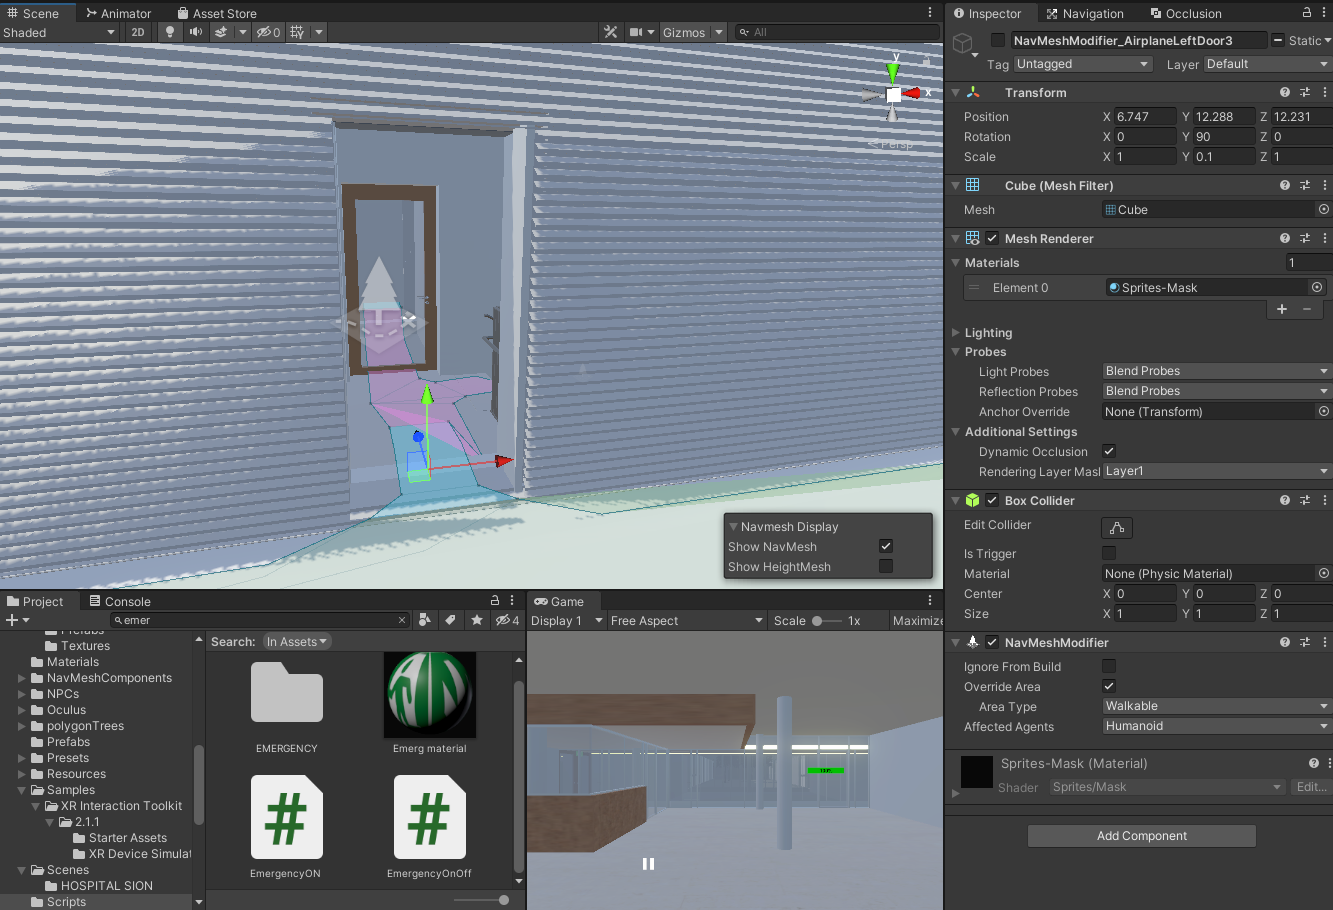 Scene Animator Asset Store
Shaded 2D 0 Gizmos All
y
x
< Persp
Navmesh Display
Show NavMesh
Show HeightMesh
Project Console
emer 4
Prefabs
Textures
Materials
NavMeshComponents
NPCs
Oculus
polygonTrees
Prefabs
Presets
Resources
Samples
XR Interaction Toolkit
2.1.1
Starter Assets
XR Device Simulat
Scenes
HOSPITAL SION
Scripts
Search: In Assets
EMERGENCY
Emerg material
EmergencyON
EmergencyOnOff
Game
Display 1 Free Aspect Scale 1x Maximize
Inspector Navigation Occlusion
NavMeshModifier_AirplaneLeftDoor3 Static
Tag Untagged Layer Default
Transform
Position X 6.747 Y 12.288 Z 12.231
Rotation X 0 Y 90 Z 0
Scale X 1 Y 0.1 Z 1
Cube (Mesh Filter)
Mesh Cube
Mesh Renderer
Materials 1
Element 0 Sprites-Mask
+ −
Lighting
Probes
Light Probes Blend Probes
Reflection Probes Blend Probes
Anchor Override None (Transform)
Additional Settings
Dynamic Occlusion
Rendering Layer Masl Layer1
Box Collider
Edit Collider
Is Trigger
Material None (Physic Material)
Center X 0 Y 0 Z 0
Size X 1 Y 1 Z 1
NavMeshModifier
Ignore From Build
Override Area
Area Type Walkable
Affected Agents Humanoid
Sprites-Mask (Material)
Shader Sprites/Mask Edit...
Add Component